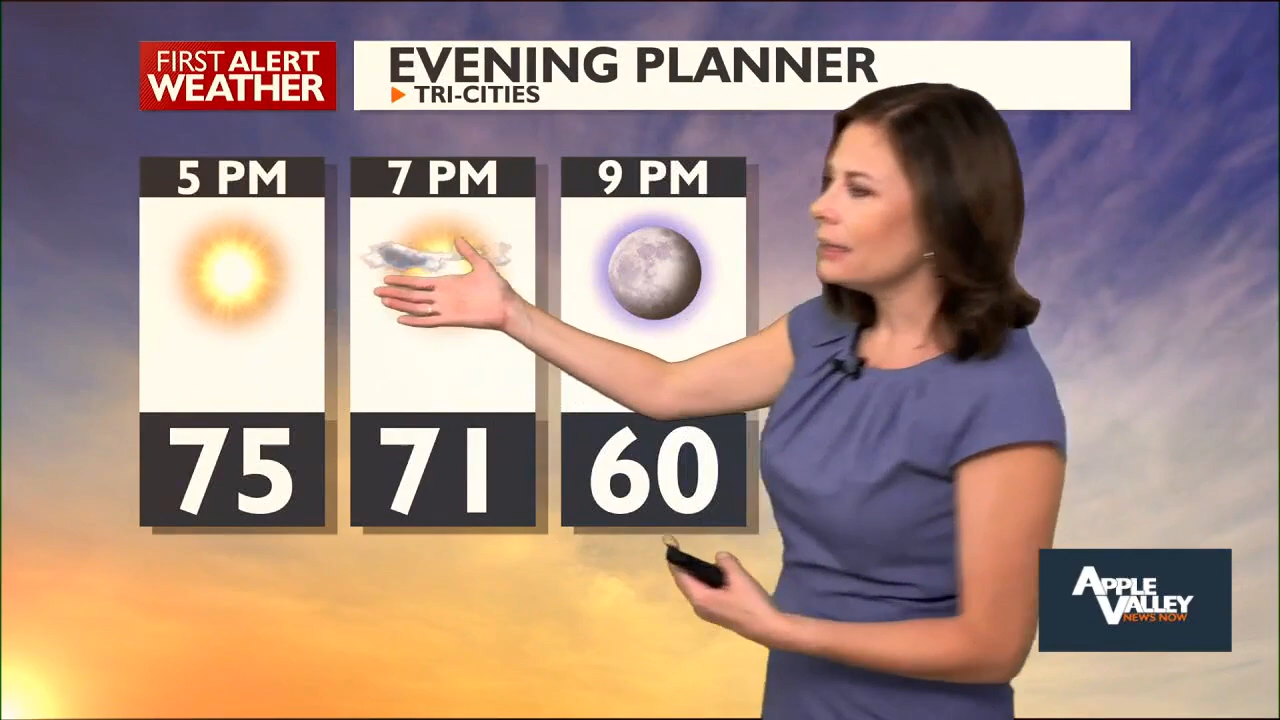 FIRST ALERT
WEATHER
EVENING PLANNER
TRI-CITIES
5 PM
7 PM
9 PM
75
71
60
APPLE
VALLEY
NEWS NOW